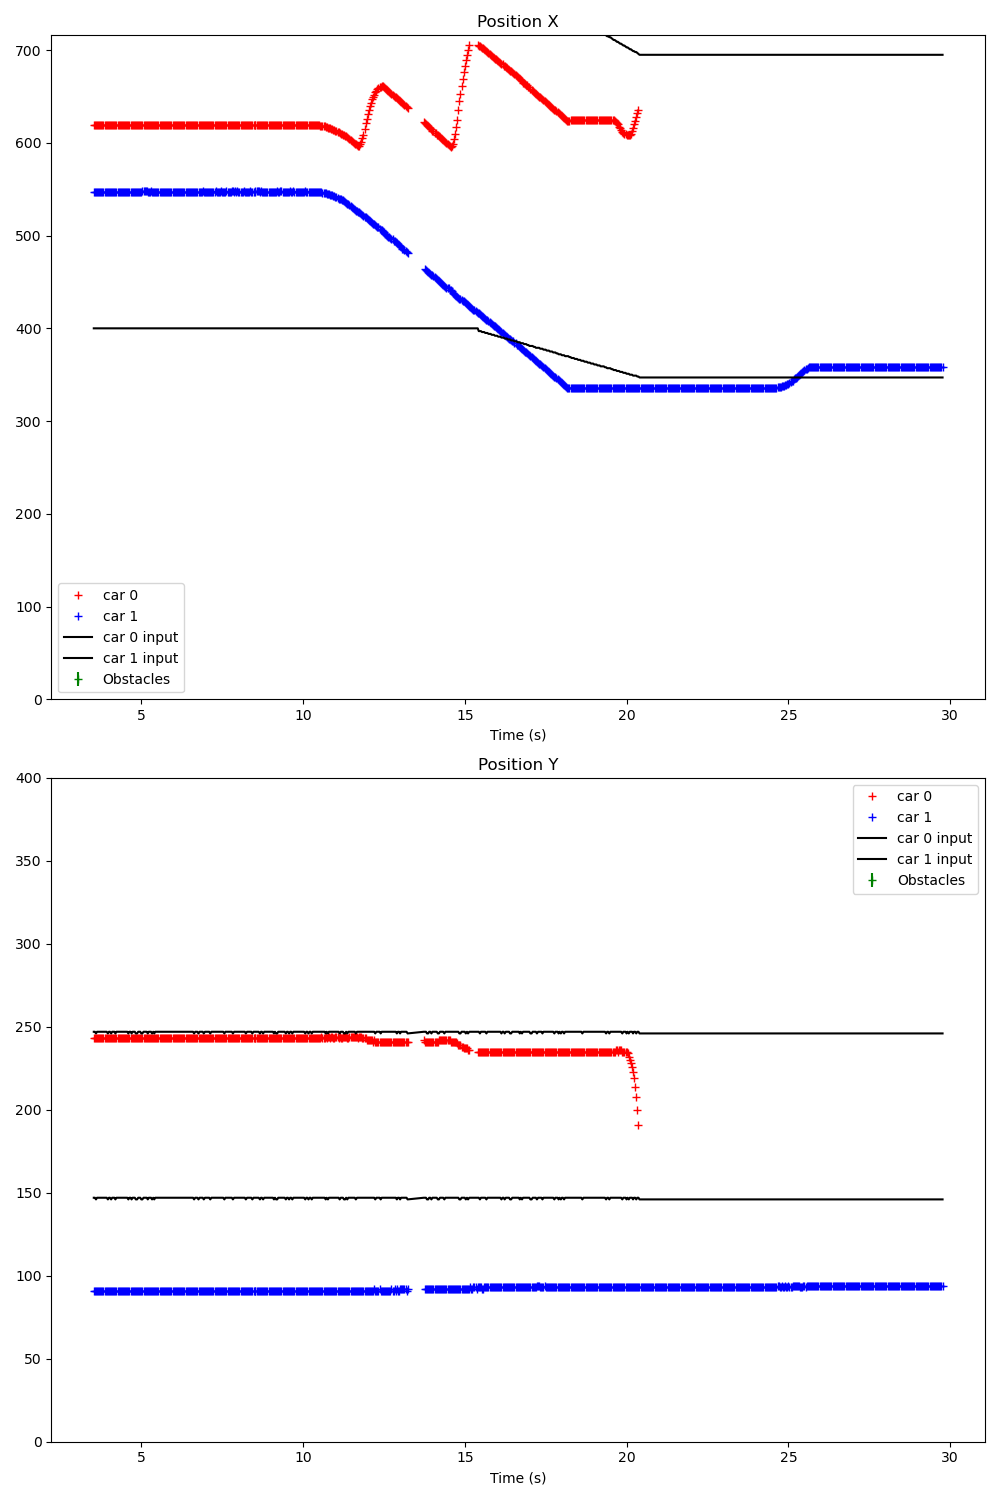 Position X
700
600
500
400
300
200
100
0
car 0
car 1
car 0 input
car 1 input
Obstacles
5 10 15 20 25 30
Time (s)
Position Y
400
350
300
250
200
150
100
50
0
car 0
car 1
car 0 input
car 1 input
Obstacles
5 10 15 20 25 30
Time (s)